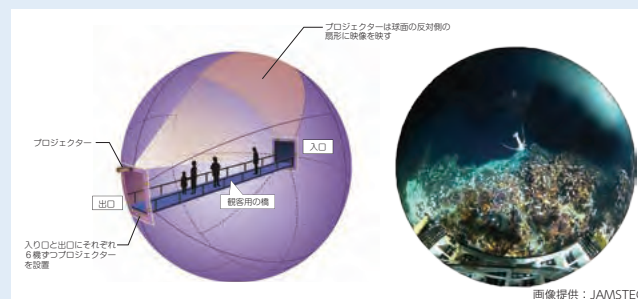 プロジェクターは球面の反対側の
扇形に映像を映す
プロジェクター
入口
出口
観客用の橋
入り口と出口にそれぞれ
6機ずつプロジェクター
を設置
画像提供：JAMSTEC